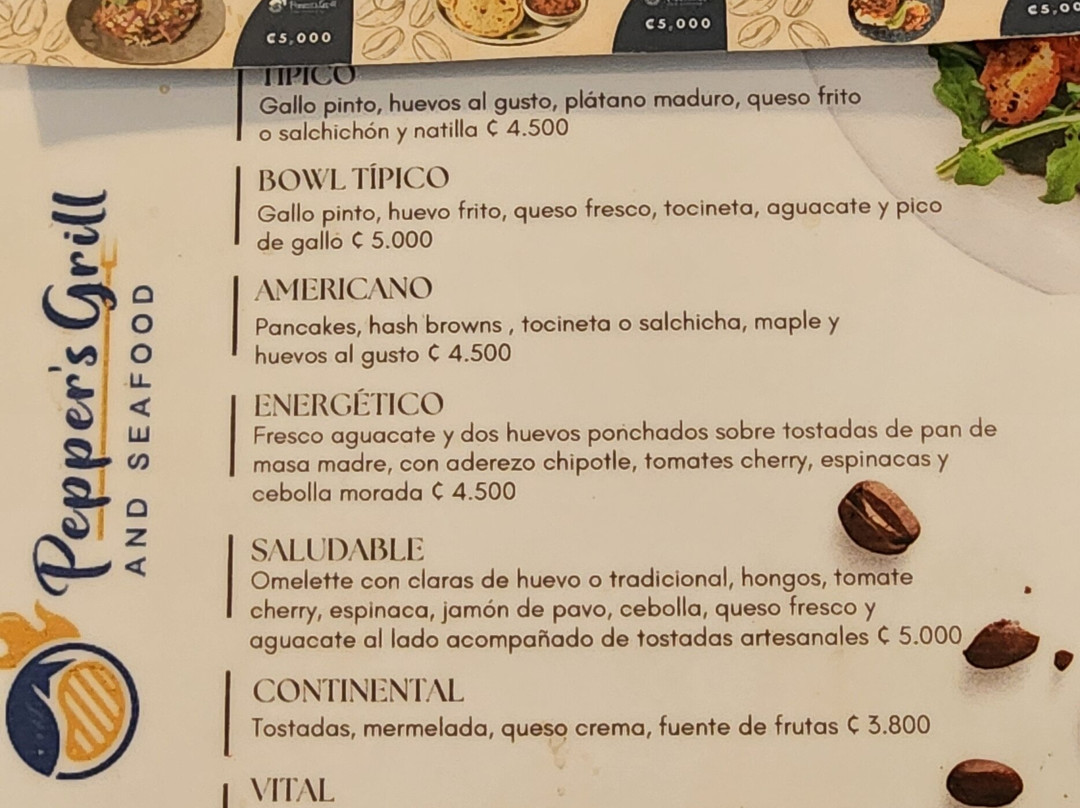 ₡5,000
₡5,000
₡5,00
TÍPICO
Gallo pinto, huevos al gusto, plátano maduro, queso frito
o salchichón y natilla ₡ 4.500
BOWL TÍPICO
Gallo pinto, huevo frito, queso fresco, tocineta, aguacate y pico
de gallo ₡ 5.000
AMERICANO
Pancakes, hash browns , tocineta o salchicha, maple y
huevos al gusto ₡ 4.500
ENERGÉTICO
Fresco aguacate y dos huevos ponchados sobre tostadas de pan de
masa madre, con aderezo chipotle, tomates cherry, espinacas y
cebolla morada ₡ 4.500
SALUDABLE
Omelette con claras de huevo o tradicional, hongos, tomate
cherry, espinaca, jamón de pavo, cebolla, queso fresco y
aguacate al lado acompañado de tostadas artesanales ₡ 5.000
CONTINENTAL
Tostadas, mermelada, queso crema, fuente de frutas ₡ 3.800
VITAL
Pepper's Grill
AND SEAFOOD